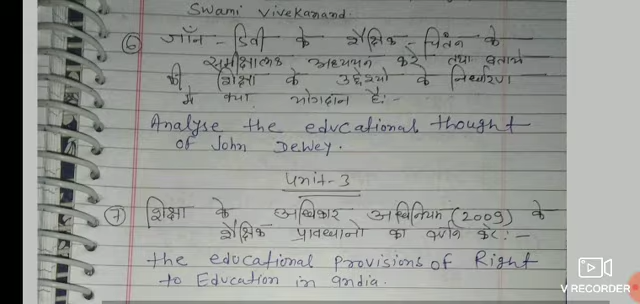 Swami Vivekanand.
⑥ जॉन - डिवी के शैक्षिक - चिंतन के
समीक्षात्मक अध्ययन करे तथा बताये
की शिक्षा के उद्देश्यो के निर्धारण
मे क्या योगदान है:-
Analyse the educational thought
of John Dewey.
Unit-3
⑦ शिक्षा के अधिकार अधिनियम (2009) के
शैक्षिक प्रावधानो का वर्णन करे:-
the educational provisions of Right
to Education in India.
V RECORDER